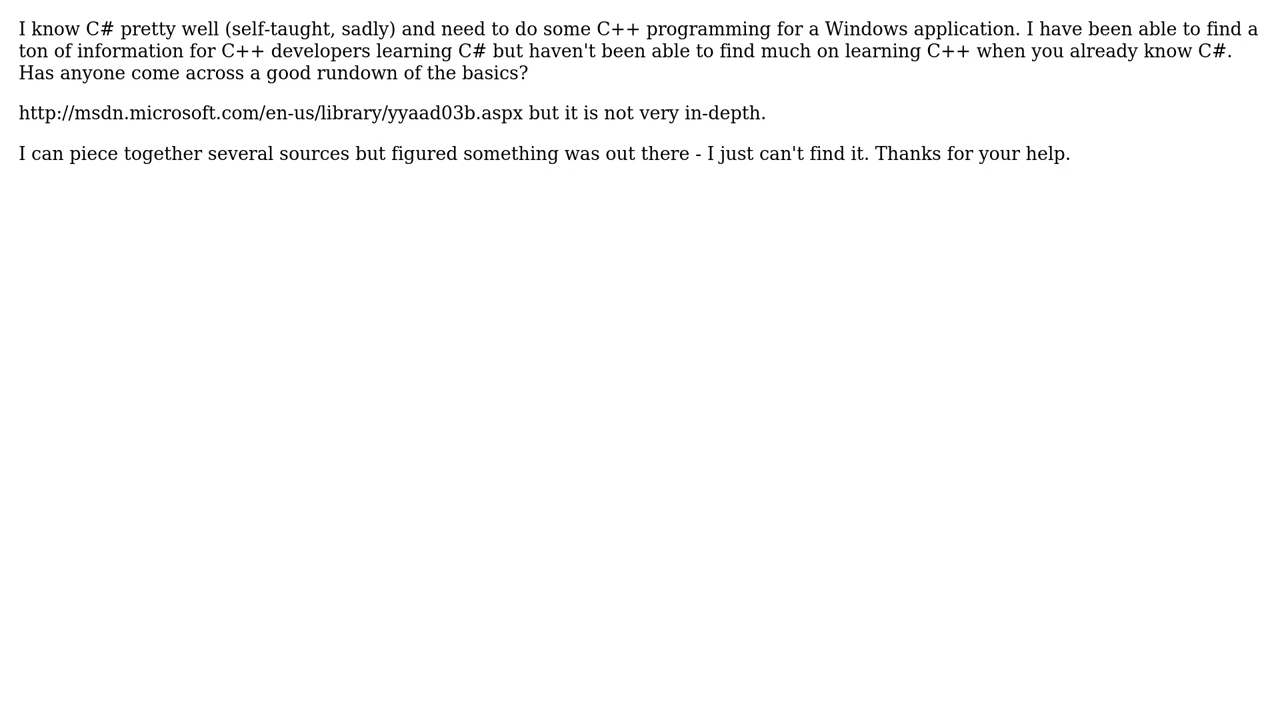 I know C# pretty well (self-taught, sadly) and need to do some C++ programming for a Windows application. I have been able to find a
ton of information for C++ developers learning C# but haven't been able to find much on learning C++ when you already know C#.
Has anyone come across a good rundown of the basics?
http://msdn.microsoft.com/en-us/library/yyaad03b.aspx but it is not very in-depth.
I can piece together several sources but figured something was out there - I just can't find it. Thanks for your help.